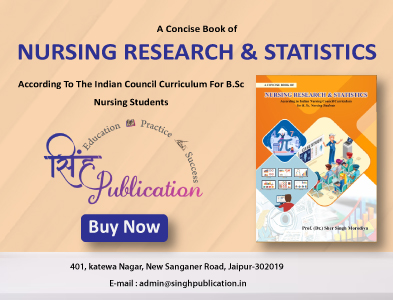 A Concise Book of
NURSING RESEARCH & STATISTICS
According To The Indian Council Curriculum For B.Sc
Nursing Students
Education Practice Success
सिंह
Publication
Buy Now
A CONCISE BOOK ON
NURSING RESEARCH & STATISTICS
According to Indian Nursing Council Curriculum
for B. Sc. Nursing Student
Prof. (Dr.) Sher Singh Morodiya
401, katewa Nagar, New Sanganer Road, Jaipur-302019
E-mail : admin@singhpublication.in